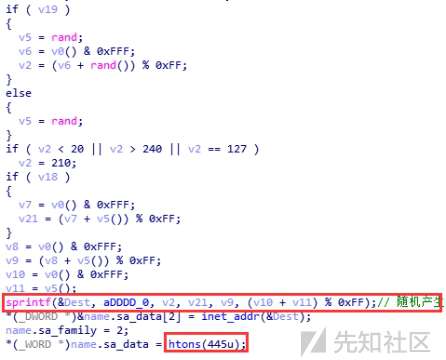 if ( v19 )
{
v5 = rand;
v6 = v0() & 0xFFF;
v2 = (v6 + rand()) % 0xFF;
}
else
{
v5 = rand;
}
if ( v2 < 20 || v2 > 240 || v2 == 127 )
v2 = 210;
if ( v18 )
{
v7 = v0() & 0xFFF;
v21 = (v7 + v5()) % 0xFF;
}
v8 = v0() & 0xFFF;
v9 = (v8 + v5()) % 0xFF;
v10 = v0() & 0xFFF;
v11 = v5();
sprintf(&Dest, aDDDD_0, v2, v21, v9, (v10 + v11) % 0xFF);// 随机产生
*(_DWORD *)&name.sa_data[2] = inet_addr(&Dest);
name.sa_family = 2;
*(_WORD *)name.sa_data = htons(445u);
先知社区